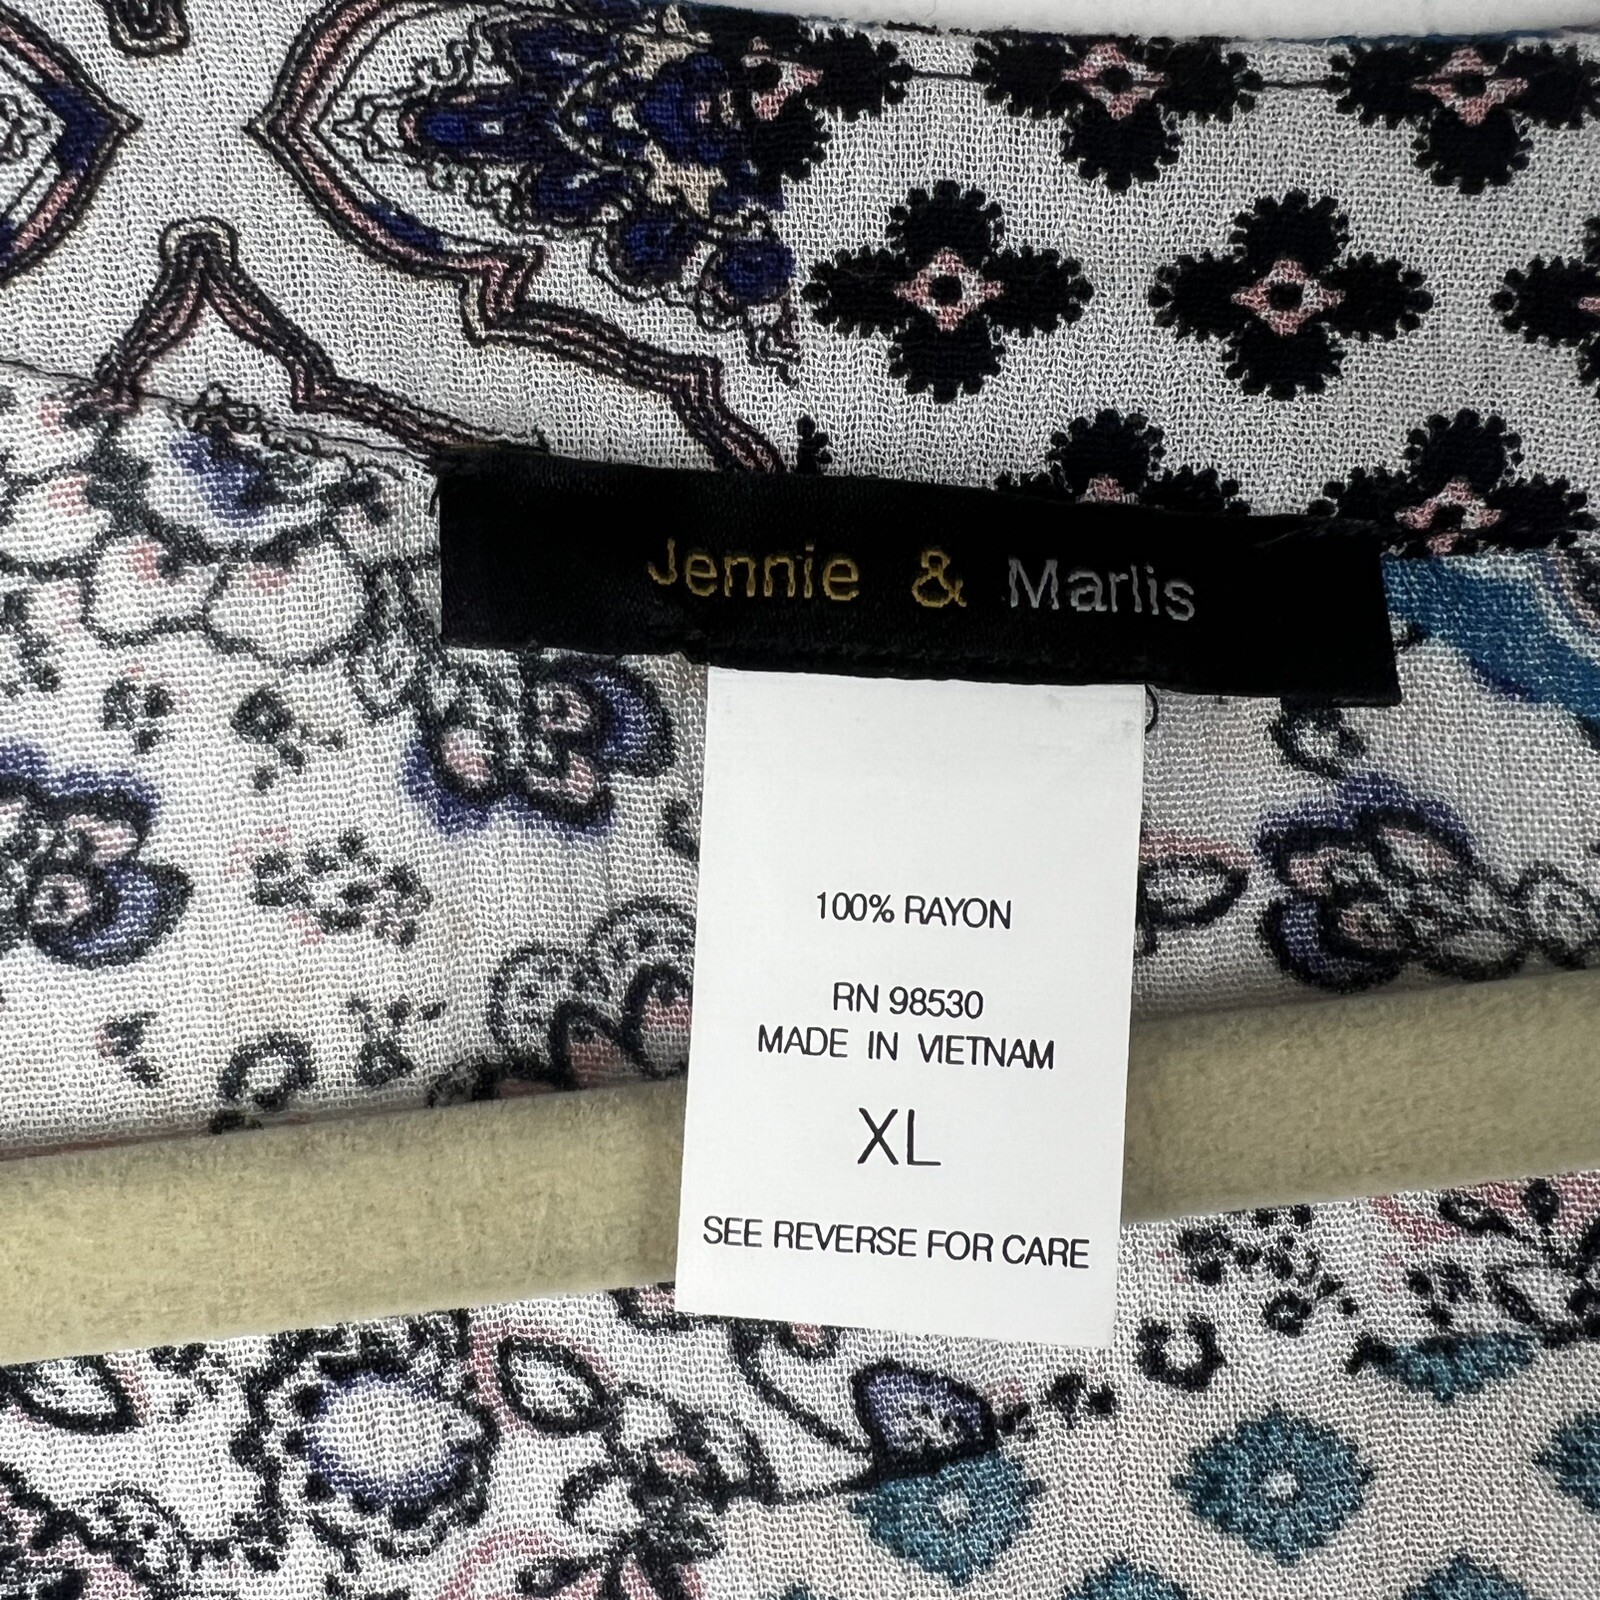 Jennie & Marlis
100% RAYON
RN 98530
MADE IN VIETNAM
XL
SEE REVERSE FOR CARE